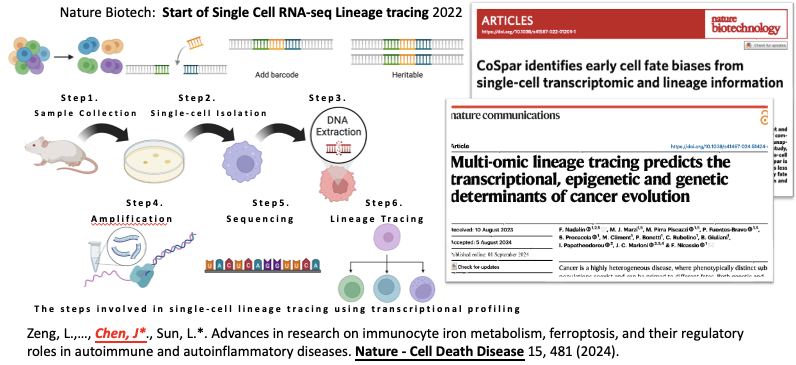 Nature Biotech: Start of Single Cell RNA-seq Lineage tracing 2022
Add barcode
Heritable
Step1.
Sample Collection
Step2.
Single-cell Isolation
Step3.
DNA
Extraction
Step4.
Amplification
Step5.
Sequencing
Step6.
Lineage Tracing
The steps involved in single-cell lineage tracing using transcriptional profiling
ARTICLES
https://doi.org/10.1038/s41587-022-01209-1
nature
biotechnology
Check for updates
CoSpar identifies early cell fate biases from
single-cell transcriptomic and lineage information
nature communications
Article
https://doi.org/10.1038/s41467-024-51424-
Multi-omic lineage tracing predicts the
transcriptional, epigenetic and genetic
determinants of cancer evolution
Received: 10 August 2023
Accepted: 5 August 2024
Published online: 01 September 2024
Check for updates
F. Nadalin, M. J. Marzi, M. Pirra Piscazzi, P. Fuentes-Bravo,
S. Procacia, M. Climent, P. Bonetti, C. Rubolino, B. Giuliani,
I. Papatheodorou, J. C. Marioni & F. Nicassio
Cancer is a highly heterogeneous disease, where phenotypically distinct sub
Zeng, L.,..., Chen, J*., Sun, L.*. Advances in research on immunocyte iron metabolism, ferroptosis, and their regulatory
roles in autoimmune and autoinflammatory diseases. Nature - Cell Death Disease 15, 481 (2024).